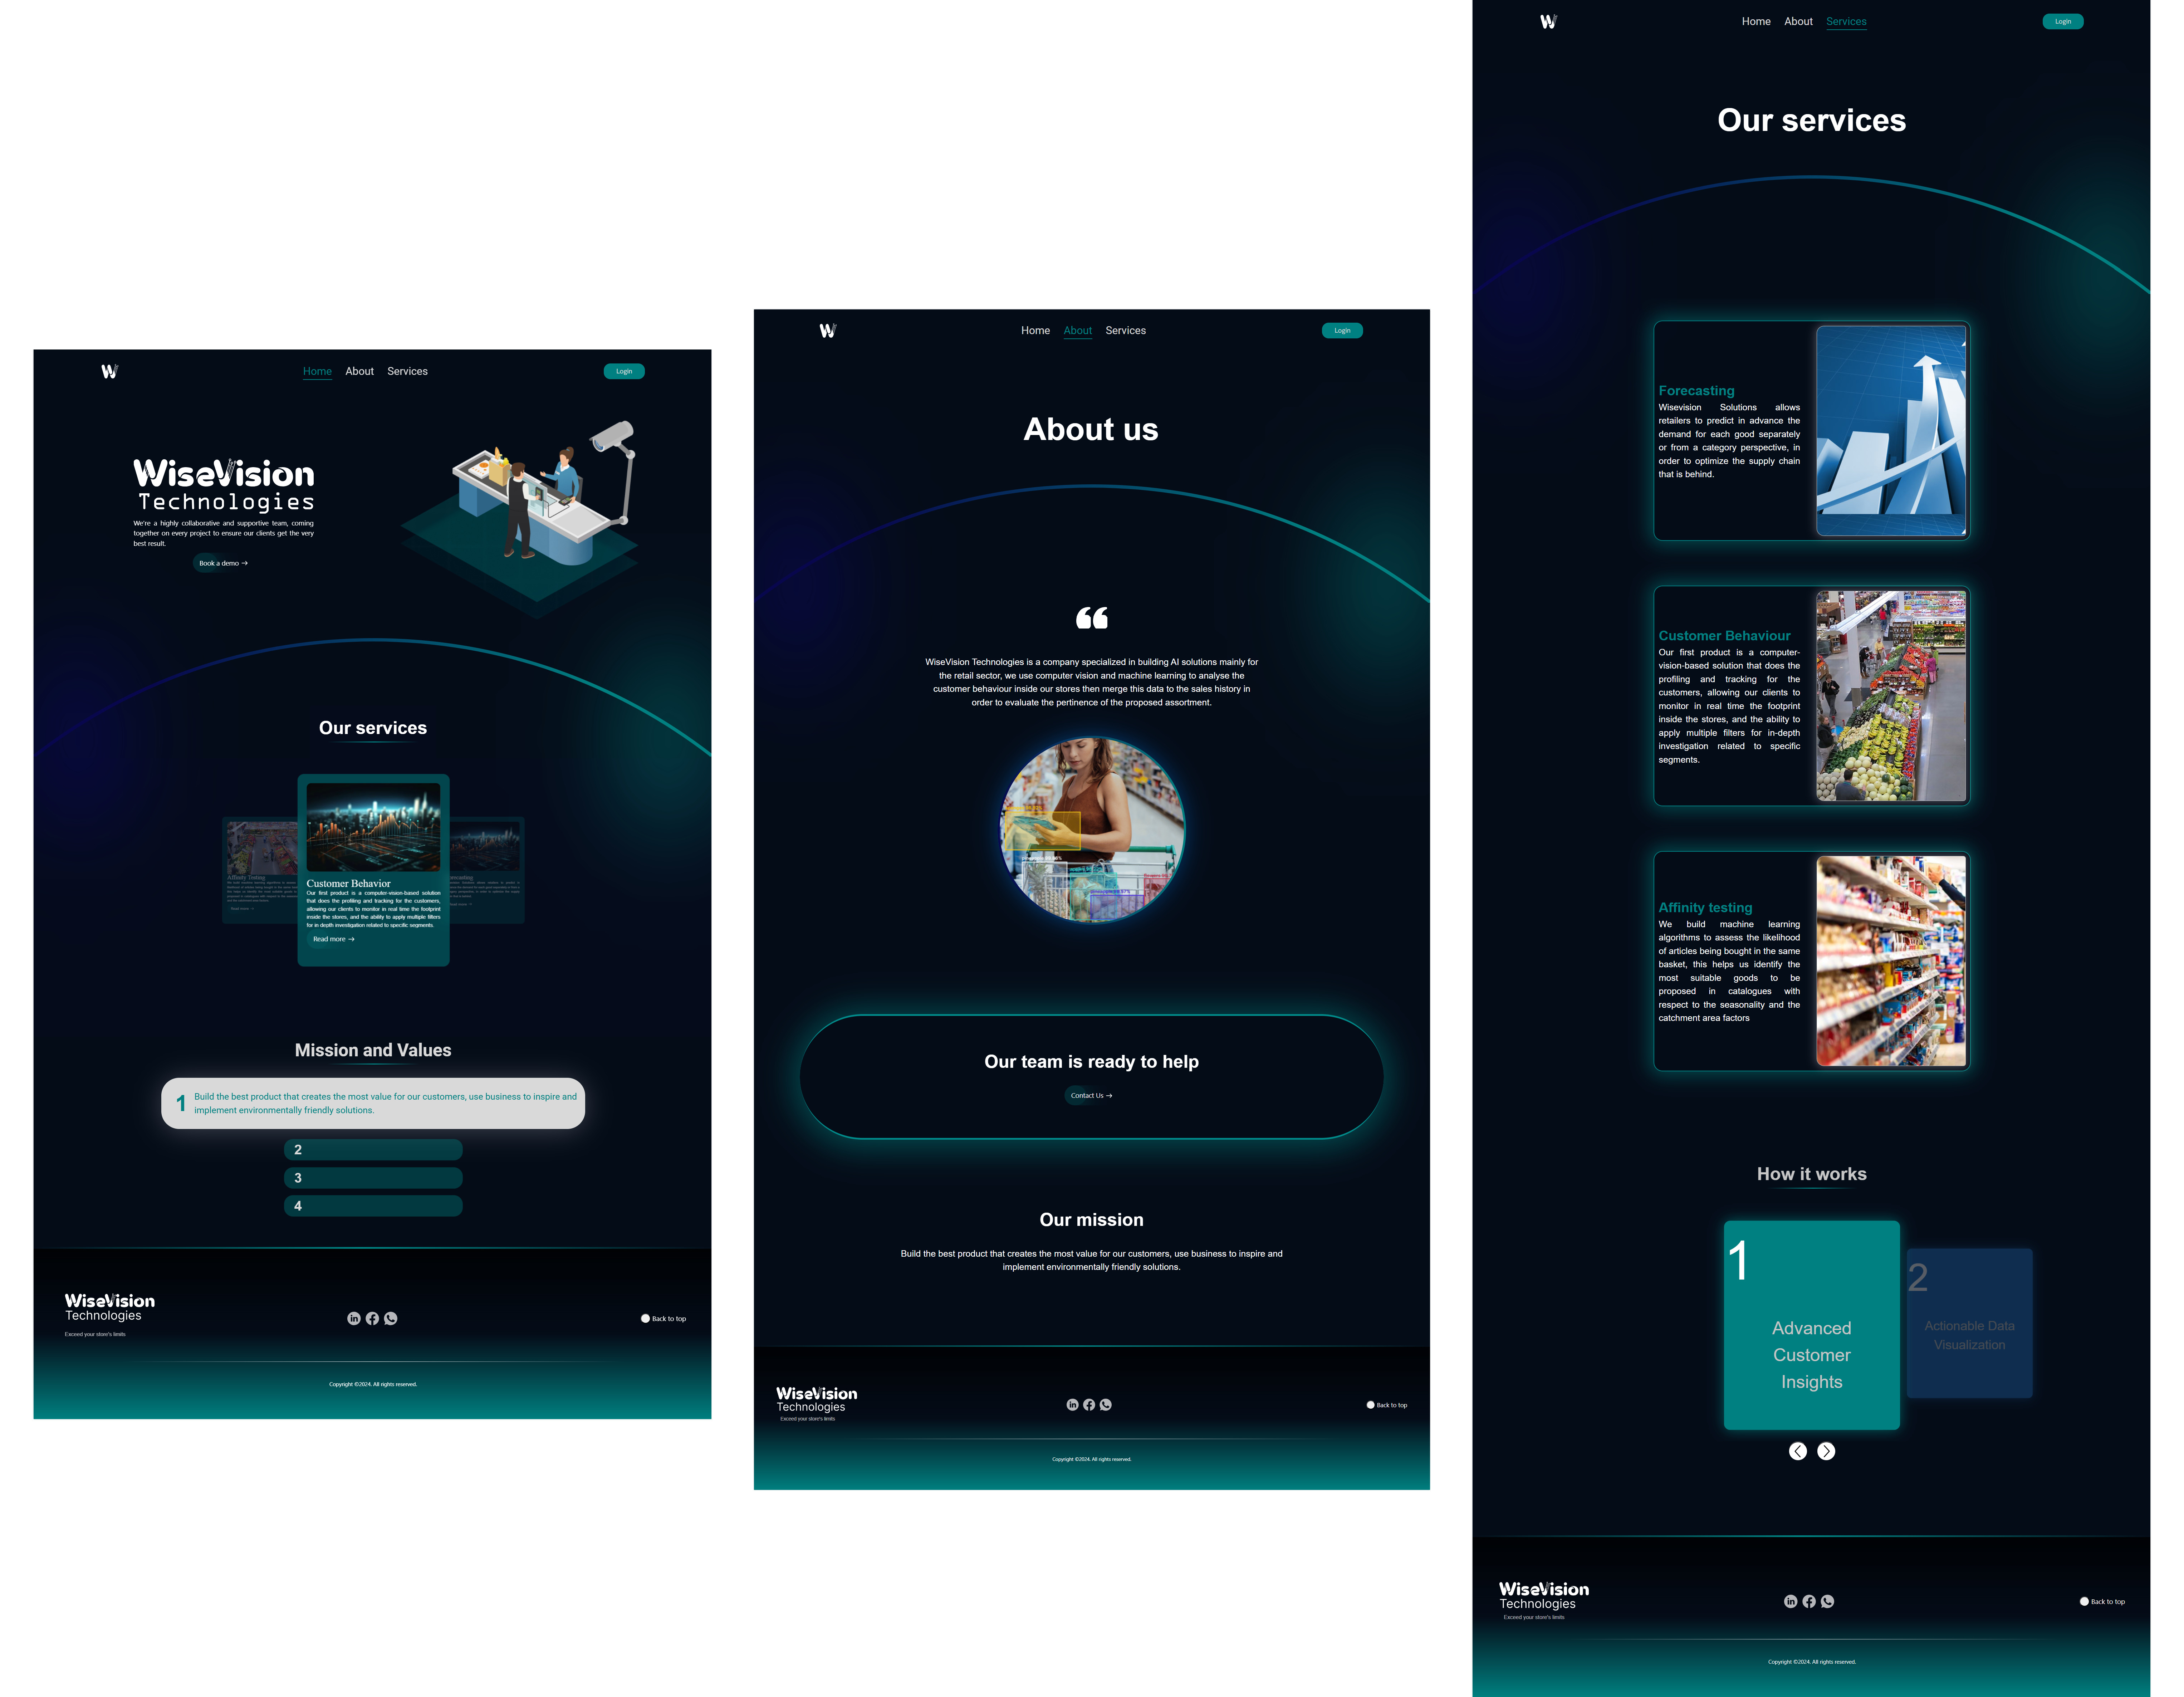 Home About Services
Login
WiseVision
Technologies
We're a highly collaborative and supportive team, coming
together on every project to ensure our clients get the very
best result.
Book a demo →
Our services
Affinity Testing
Read more →
Customer Behavior
Our first product is a computer-vision-based solution
that does the profiling and tracking for the customers,
allowing our clients to monitor in real time the footprint
inside the stores, and the ability to apply multiple filters
for in depth investigation related to specific segments.
Read more →
Mission and Values
1 Build the best product that creates the most value for our customers, use business to inspire and
implement environmentally friendly solutions.
2
3
4
WiseVision
Technologies
Exceed your store's limits
Back to top
Copyright ©2024. All rights reserved.
Home About Services
Login
About us
WiseVision Technologies is a company specialized in building AI solutions mainly for
the retail sector, we use computer vision and machine learning to analyse the
customer behaviour inside our stores then merge this data to the sales history in
order to evaluate the pertinence of the proposed assortment.
Our team is ready to help
Contact Us →
Our mission
Build the best product that creates the most value for our customers, use business to inspire and
implement environmentally friendly solutions.
WiseVision
Technologies
Exceed your store's limits
Back to top
Copyright ©2024. All rights reserved.
Home About Services
Login
Our services
Forecasting
Wisevision Solutions allows
retailers to predict in advance the
demand for each good separately
or from a category perspective, in
order to optimize the supply chain
that is behind.
Customer Behaviour
Our first product is a computer-
vision-based solution that does the
profiling and tracking for the
customers, allowing our clients to
monitor in real time the footprint
inside the stores, and the ability to
apply multiple filters for in-depth
investigation related to specific
segments.
Affinity testing
We build machine learning
algorithms to assess the likelihood
of articles being bought in the same
basket, this helps us identify the
most suitable goods to be
proposed in catalogues with
respect to the seasonality and the
catchment area factors
How it works
1
Advanced
Customer
Insights
2
Actionable Data
Visualization
WiseVision
Technologies
Exceed your store's limits
Back to top
Copyright ©2024. All rights reserved.